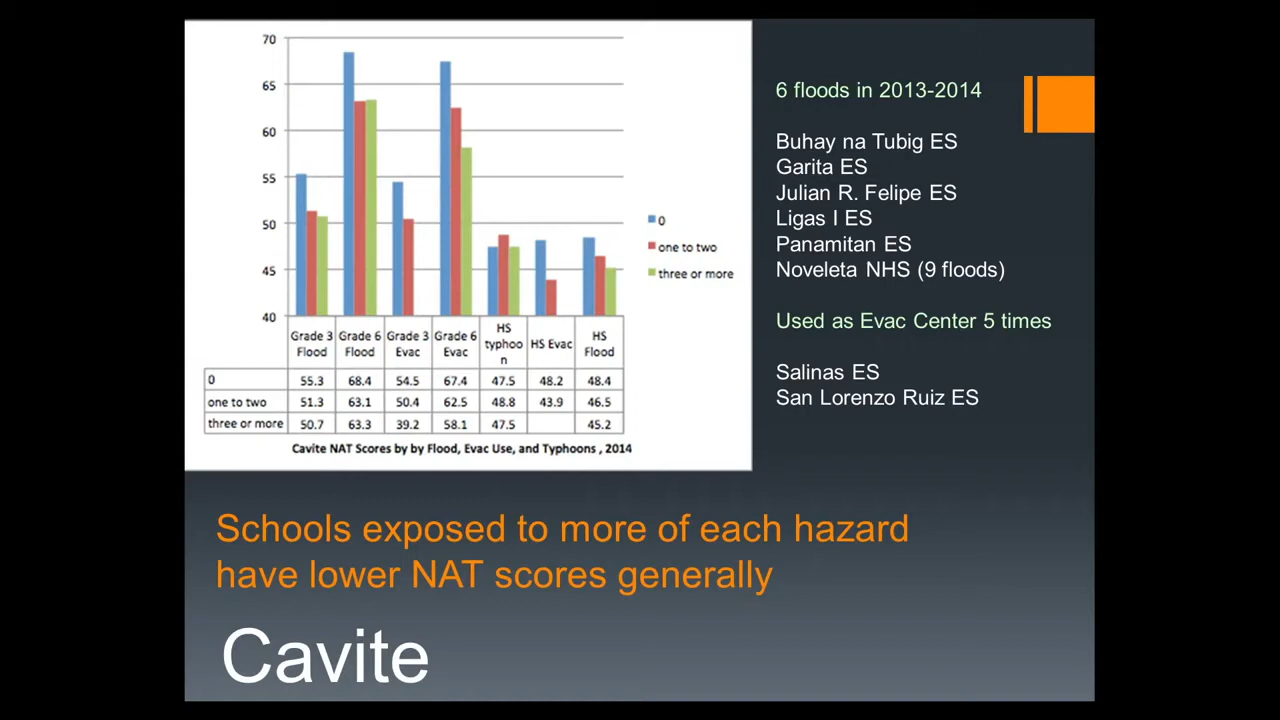 70
65
60
55
50
45
40
0
one to two
three or more
Grade 3 Flood Grade 6 Flood Grade 3 Evac Grade 6 Evac HS typhoo n HS Evac HS Flood
0 55.3 68.4 54.5 67.4 47.5 48.2 48.4
one to two 51.3 63.1 50.4 62.5 48.8 43.9 46.5
three or more 50.7 63.3 39.2 58.1 47.5 45.2
Cavite NAT Scores by by Flood, Evac Use, and Typhoons , 2014
6 floods in 2013-2014
Buhay na Tubig ES
Garita ES
Julian R. Felipe ES
Ligas I ES
Panamitan ES
Noveleta NHS (9 floods)
Used as Evac Center 5 times
Salinas ES
San Lorenzo Ruiz ES
Schools exposed to more of each hazard
have lower NAT scores generally
Cavite